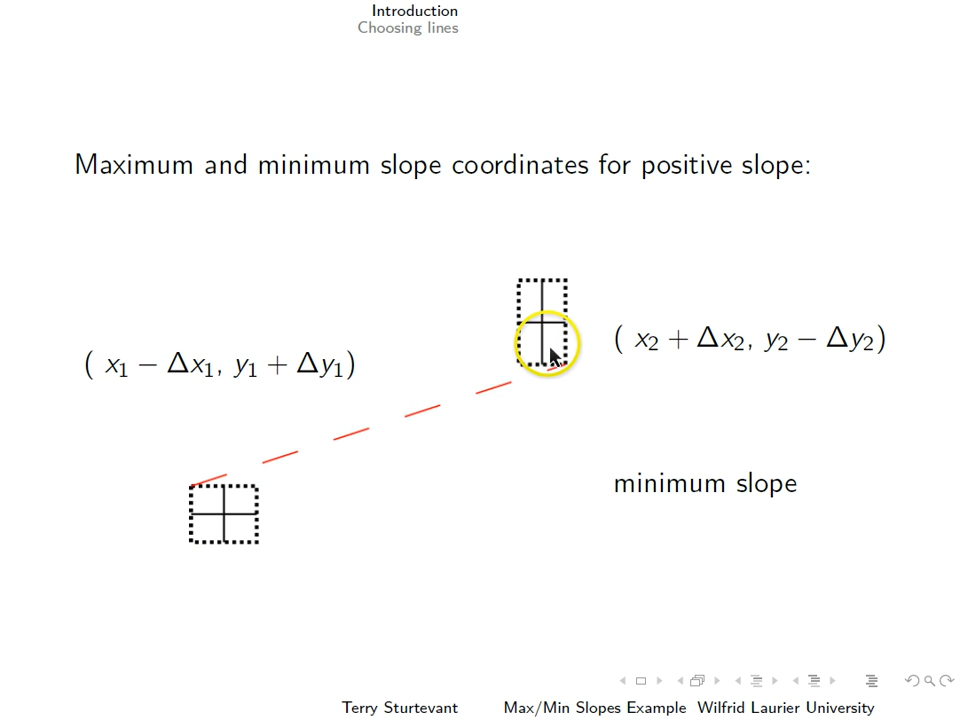 Introduction
Choosing lines
Maximum and minimum slope coordinates for positive slope:
( x₂ + Δx₂, y₂ − Δy₂)
( x₁ − Δx₁, y₁ + Δy₁)
minimum slope
Terry Sturtevant Max/Min Slopes Example Wilfrid Laurier University